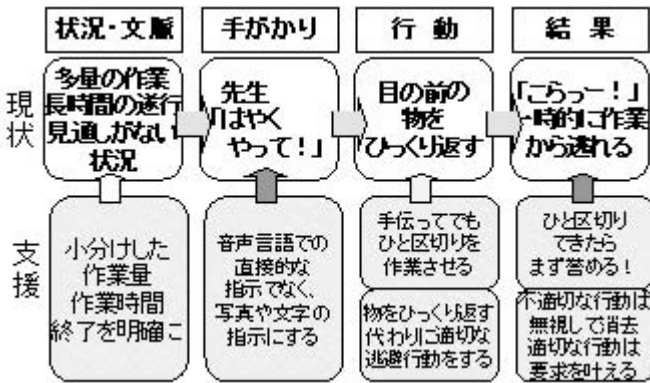 状況・文脈
手がかり
行動
結果
現状
多量の作業
長時間の遂行
見通しがない
状況
先生
「はやく
やって!」
目の前の
物を
ひっくり返す
「こらっー!」
一時的に作業
から逃れる
支援
小分けした
作業量
作業時間
終了を明確に
音声言語での
直接的な
指示でなく、
写真や文字の
指示にする
手伝ってでも
ひと区切りを
作業させる
物をひっくり返す
代わりに適切な
逃避行動をする
ひと区切り
できたら
まず誉める!
不適切な行動は
無視して消去
適切な行動は
要求を叶える